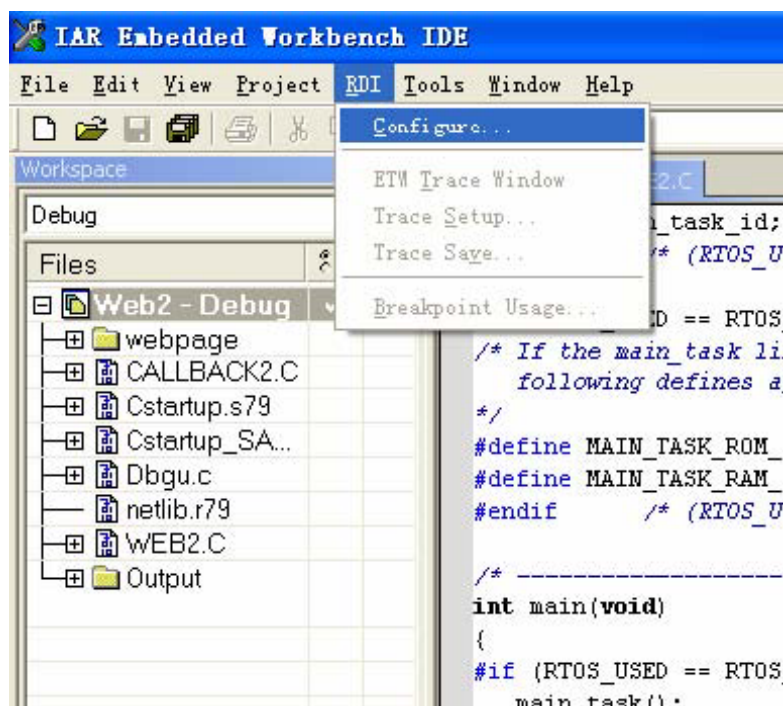 IAR Embedded Workbench IDE
File Edit View Project RDI Tools Window Help
Configure...
ETM Trace Window
Trace Setup...
Trace Save...
Breakpoint Usage...
Workspace
Debug
Files
Web2 - Debug
webpage
CALLBACK2.C
Cstartup.s79
Cstartup_SA...
Dbgu.c
netlib.r79
WEB2.C
Output
E2.C
_task_id;
/* (RTOS_U
D == RTOS_
/* If the main_task li
following defines a
*/
#define MAIN_TASK_ROM_
#define MAIN_TASK_RAM_
#endif /* (RTOS_U
/* --------------------
int main(void)
{
#if (RTOS_USED == RTOS_
main_task();